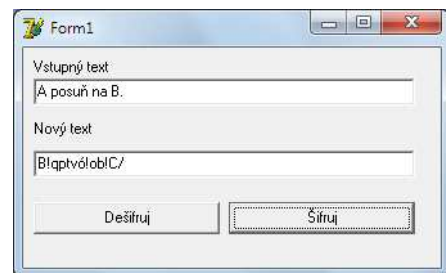 Form1
Vstupný text
A posuň na B.
Nový text
B!qptvó!ob!C/
Dešifruj Šifruj